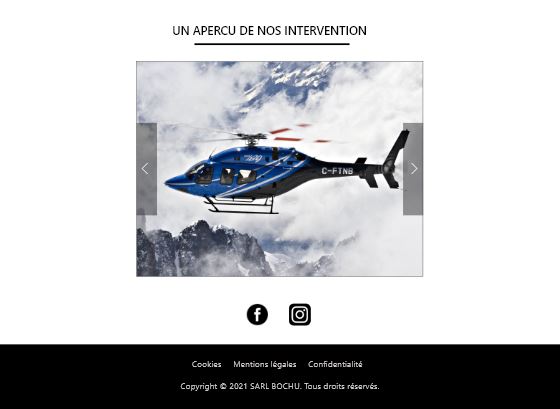 UN APERCU DE NOS INTERVENTION
C-FTNB
Cookies Mentions légales Confidentialité
Copyright © 2021 SARL BOCHU. Tous droits réservés.